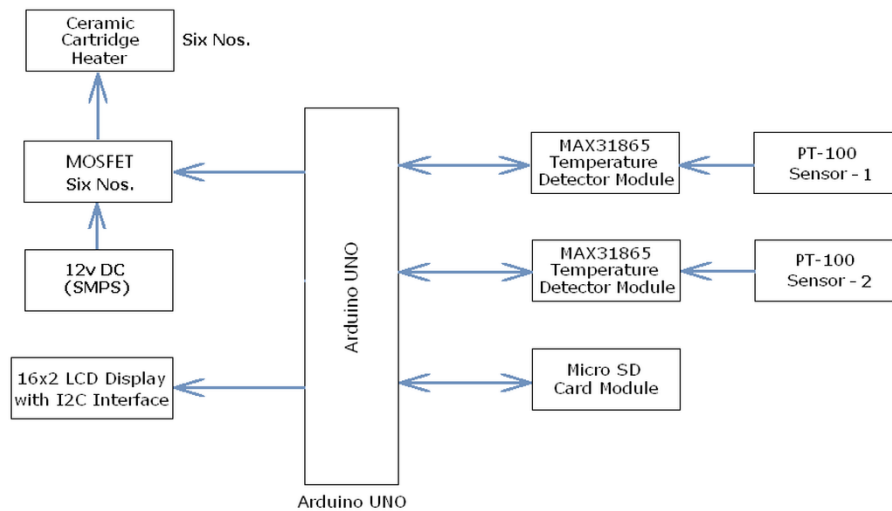 Ceramic
Cartridge
Heater
Six Nos.
MOSFET
Six Nos.
12v DC
(SMPS)
16x2 LCD Display
with I2C Interface
Arduino UNO
Arduino UNO
MAX31865
Temperature
Detector Module
PT-100
Sensor - 1
MAX31865
Temperature
Detector Module
PT-100
Sensor - 2
Micro SD
Card Module